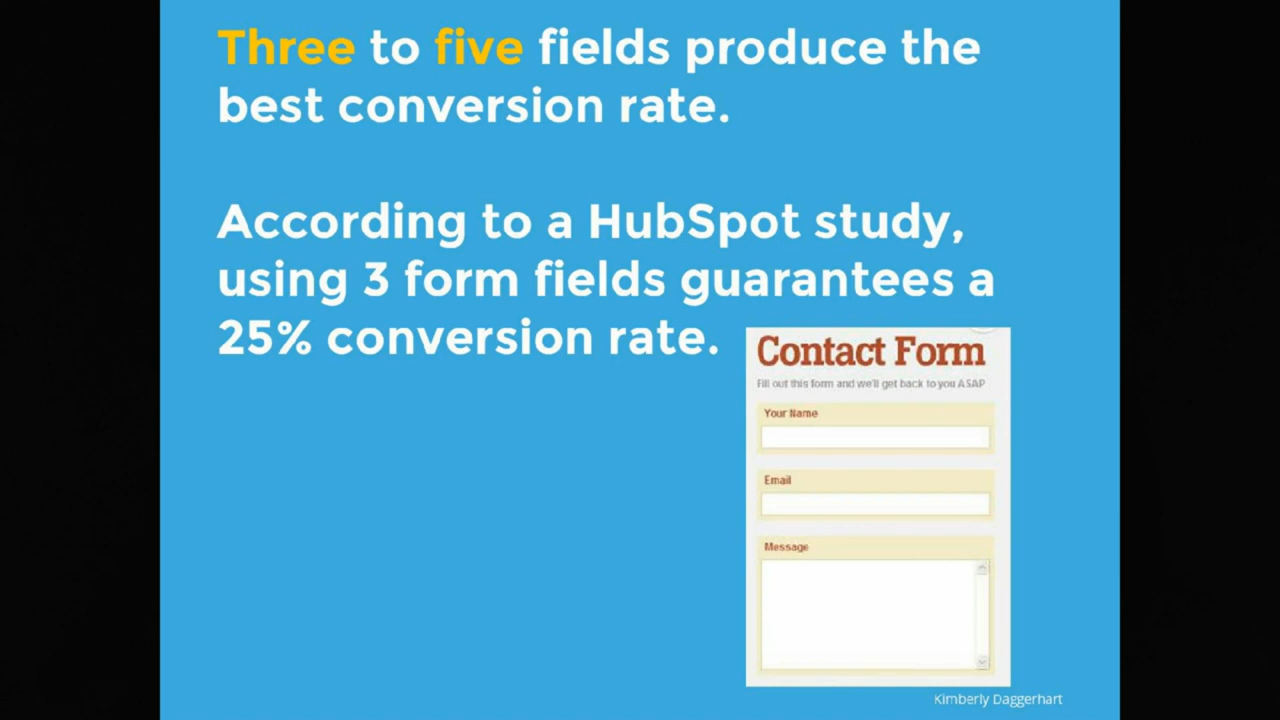 Three to five fields produce the
best conversion rate.
According to a HubSpot study,
using 3 form fields guarantees a
25% conversion rate.
Contact Form
Fill out this form and we'll get back to you ASAP
Your Name
Email
Message
Kimberly Daggerhart